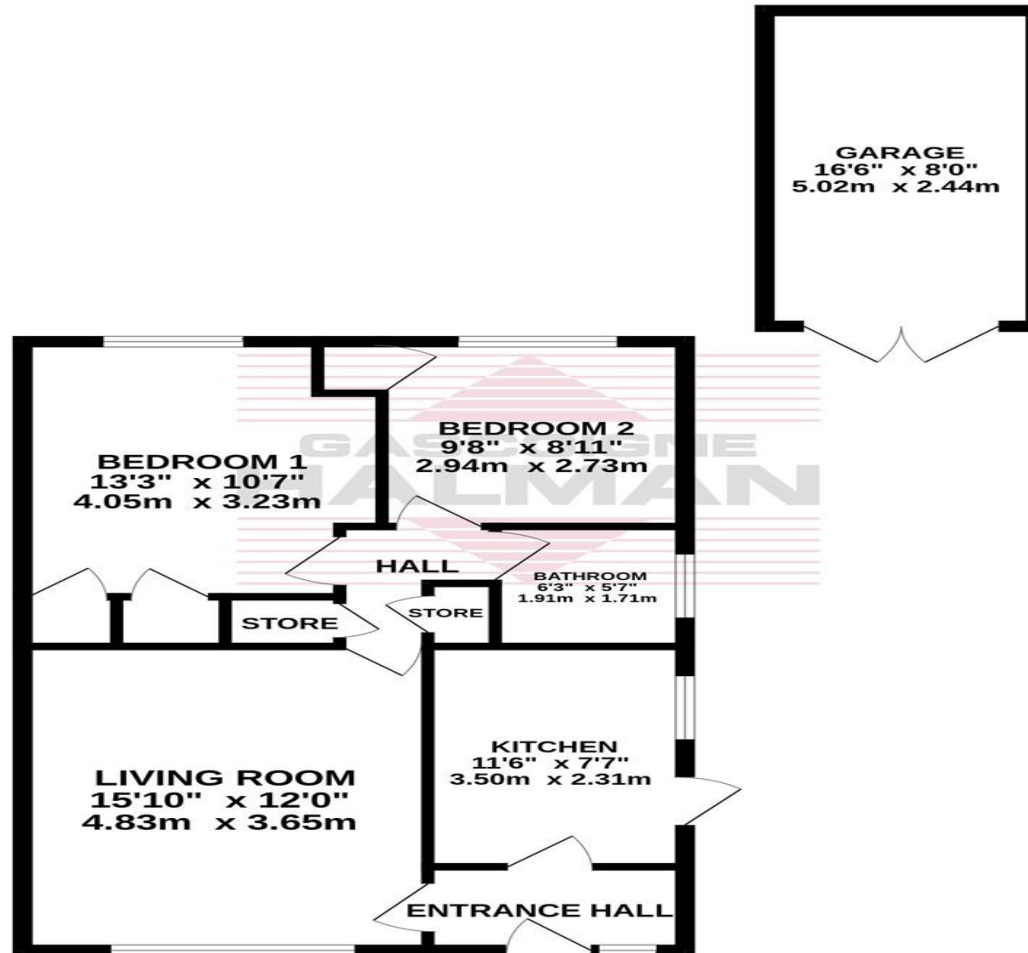 GARAGE
16'6" x 8'0"
5.02m x 2.44m
GASCOIGNE
HALMAN
BEDROOM 2
9'8" x 8'11"
2.94m x 2.73m
BEDROOM 1
13'3" x 10'7"
4.05m x 3.23m
HALL
BATHROOM
6'3" x 5'7"
1.91m x 1.71m
STORE
STORE
KITCHEN
11'6" x 7'7"
3.50m x 2.31m
LIVING ROOM
15'10" x 12'0"
4.83m x 3.65m
ENTRANCE HALL